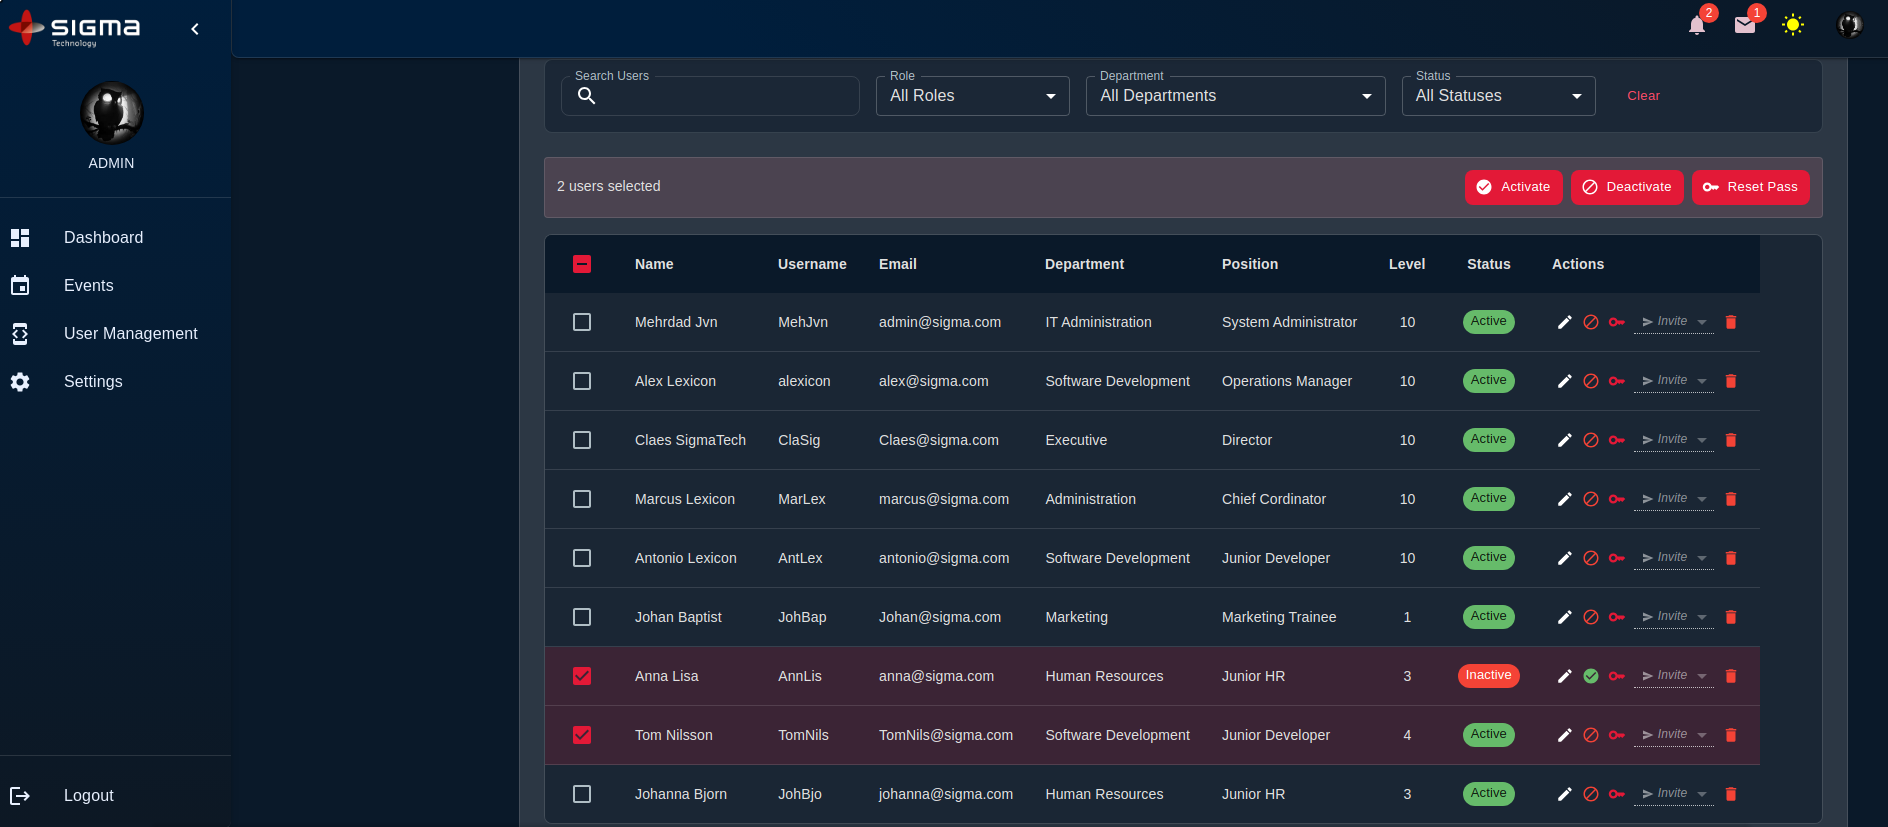 SIGMA
Technology
2
1
ADMIN
Dashboard
Events
User Management
Settings
Logout
Search Users
Role
All Roles
Department
All Departments
Status
All Statuses
Clear
2 users selected
Activate
Deactivate
Reset Pass
Name Username Email Department Position Level Status Actions
Mehrdad Jvn MehJvn admin@sigma.com IT Administration System Administrator 10 Active Invite
Alex Lexicon alexicon alex@sigma.com Software Development Operations Manager 10 Active Invite
Claes SigmaTech ClaSig Claes@sigma.com Executive Director 10 Active Invite
Marcus Lexicon MarLex marcus@sigma.com Administration Chief Cordinator 10 Active Invite
Antonio Lexicon AntLex antonio@sigma.com Software Development Junior Developer 10 Active Invite
Johan Baptist JohBap Johan@sigma.com Marketing Marketing Trainee 1 Active Invite
Anna Lisa AnnLis anna@sigma.com Human Resources Junior HR 3 Inactive Invite
Tom Nilsson TomNils TomNils@sigma.com Software Development Junior Developer 4 Active Invite
Johanna Bjorn JohBjo johanna@sigma.com Human Resources Junior HR 3 Active Invite